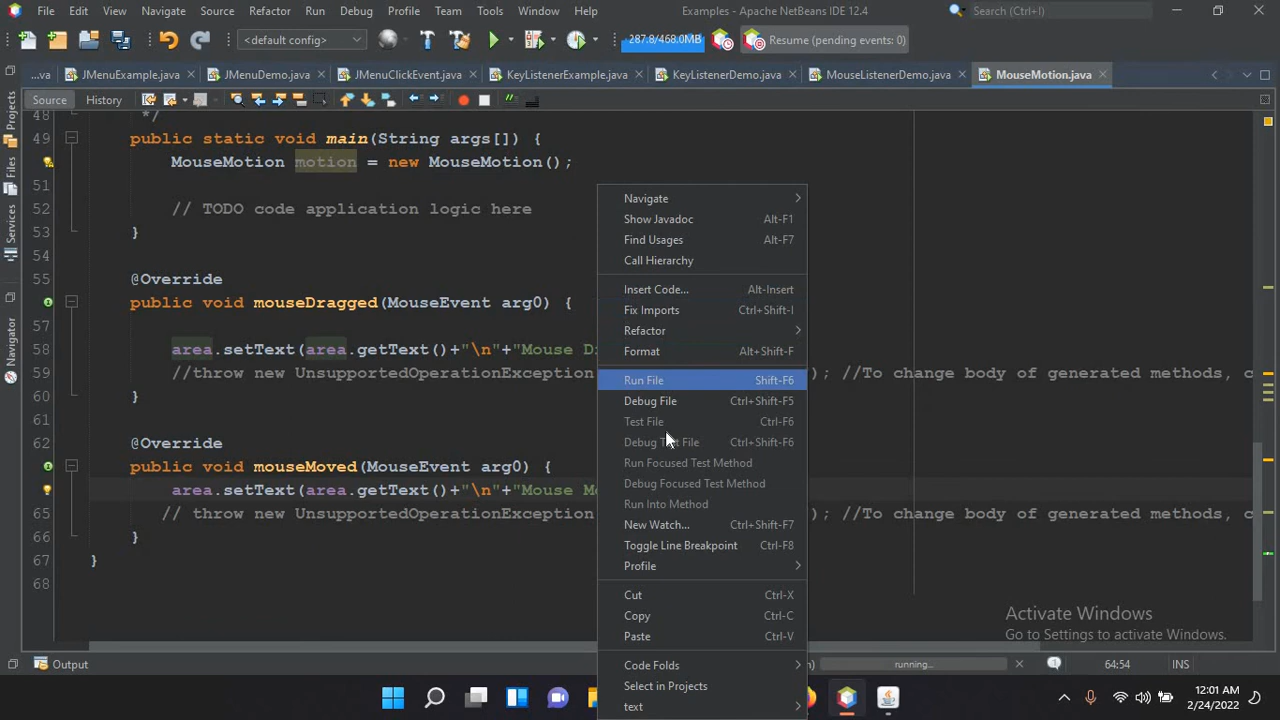 File Edit View Navigate Source Refactor Run Debug Profile Team Tools Window Help
Examples - Apache NetBeans IDE 12.4
Search (Ctrl+I)
<default config>
287.8/468.0MB
Resume (pending events: 0)
...va
JMenuExample.java
JMenuDemo.java
JMenuClickEvent.java
KeyListenerExample.java
KeyListenerDemo.java
MouseListenerDemo.java
MouseMotion.java
Source History
Projects
Files
Services
Navigator
48 */
49 public static void main(String args[]) {
MouseMotion motion = new MouseMotion();
51
52 // TODO code application logic here
53 }
54
55 @Override
public void mouseDragged(MouseEvent arg0) {
57
58 area.setText(area.getText()+"\n"+"Mouse D
59 //throw new UnsupportedOperationException ); //To change body of generated methods, c
60 }
61
62 @Override
public void mouseMoved(MouseEvent arg0) {
area.setText(area.getText()+"\n"+"Mouse M
65 // throw new UnsupportedOperationException ); //To change body of generated methods, c
66 }
67 }
68
Navigate
Show Javadoc Alt-F1
Find Usages Alt-F7
Call Hierarchy
Insert Code... Alt-Insert
Fix Imports Ctrl+Shift-I
Refactor
Format Alt+Shift-F
Run File Shift-F6
Debug File Ctrl+Shift-F5
Test File Ctrl-F6
Debug Test File Ctrl+Shift-F6
Run Focused Test Method
Debug Focused Test Method
Run Into Method
New Watch... Ctrl+Shift-F7
Toggle Line Breakpoint Ctrl-F8
Profile
Cut Ctrl-X
Copy Ctrl-C
Paste Ctrl-V
Code Folds
Select in Projects
text
Activate Windows
Go to Settings to activate Windows.
Output
running...
1
64:54
INS
12:01 AM
2/24/2022